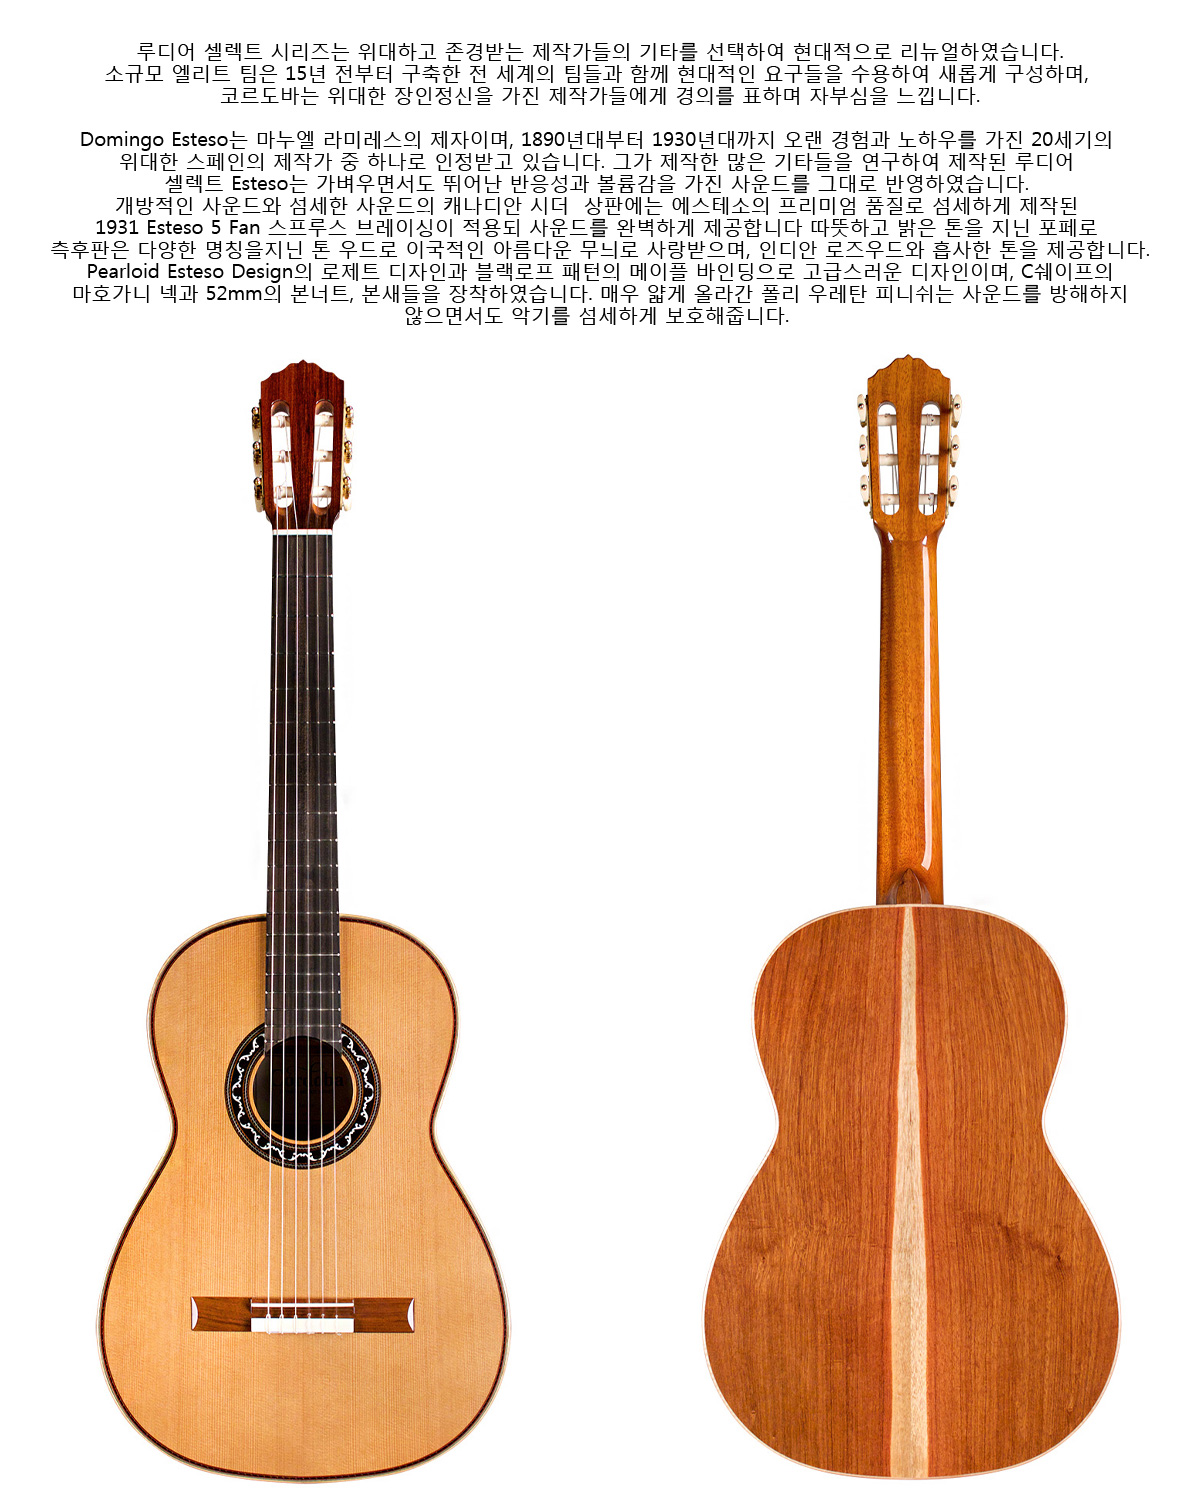 루디어 셀렉트 시리즈는 위대하고 존경받는 제작가들의 기타를 선택하여 현대적으로 리뉴얼하였습니다.
소규모 엘리트 팀은 15년 전부터 구축한 전 세계의 팀들과 함께 현대적인 요구들을 수용하여 새롭게 구성하며,
코르도바는 위대한 장인정신을 가진 제작가들에게 경의를 표하며 자부심을 느낍니다.
Domingo Esteso는 마누엘 라미레스의 제자이며, 1890년대부터 1930년대까지 오랜 경험과 노하우를 가진 20세기의
위대한 스페인의 제작가 중 하나로 인정받고 있습니다. 그가 제작한 많은 기타들을 연구하여 제작된 루디어
셀렉트 Esteso는 가벼우면서도 뛰어난 반응성과 볼륨감을 가진 사운드를 그대로 반영하였습니다.
개방적인 사운드와 섬세한 사운드의 캐나디안 시더 상판에는 에스테소의 프리미엄 품질로 섬세하게 제작된
1931 Esteso 5 Fan 스프루스 브레이싱이 적용되 사운드를 완벽하게 제공합니다 따뜻하고 밝은 톤을 지닌 포페로
측후판은 다양한 명칭을지닌 톤 우드로 이국적인 아름다운 무늬로 사랑받으며, 인디안 로즈우드와 흡사한 톤을 제공합니다.
Pearloid Esteso Design의 로제트 디자인과 블랙로프 패턴의 메이플 바인딩으로 고급스러운 디자인이며, C쉐이프의
마호가니 넥과 52mm의 본너트, 본새들을 장착하였습니다. 매우 얇게 올라간 폴리 우레탄 피니쉬는 사운드를 방해하지
않으면서도 악기를 섬세하게 보호해줍니다.
Cordoba